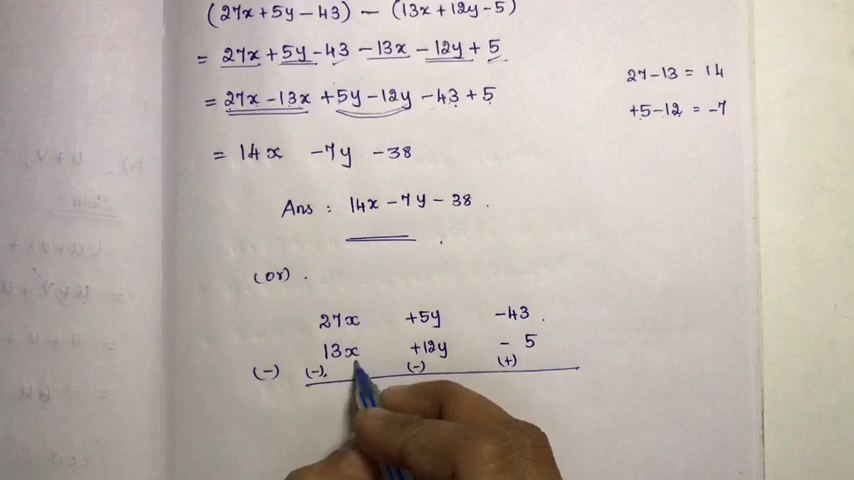 (27x+5y-43) - (13x+12y-5)
= 27x +5y -43 -13x -12y + 5
= 27x -13x +5y -12y -43 +5
27-13 = 14
+5-12 = -7
= 14x -7y -38
Ans : 14x - 7y - 38 .
(or) .
27x +5y -43 .
13x +12y - 5
(-) (-), (-) (+)